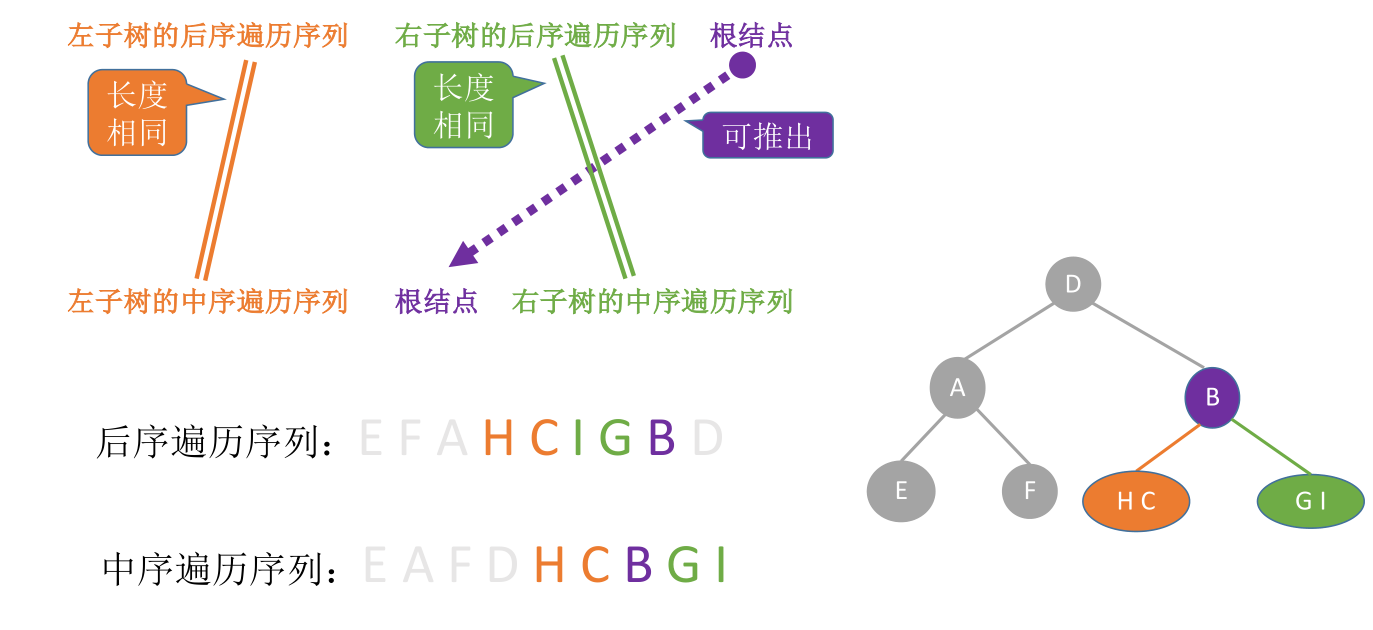 左子树的后序遍历序列 右子树的后序遍历序列 根结点
长度
相同
长度
相同
可推出
左子树的中序遍历序列 根结点 右子树的中序遍历序列
D
A
B
E
F
H C
G I
后序遍历序列：E F A H C I G B D
中序遍历序列：E A F D H C B G I